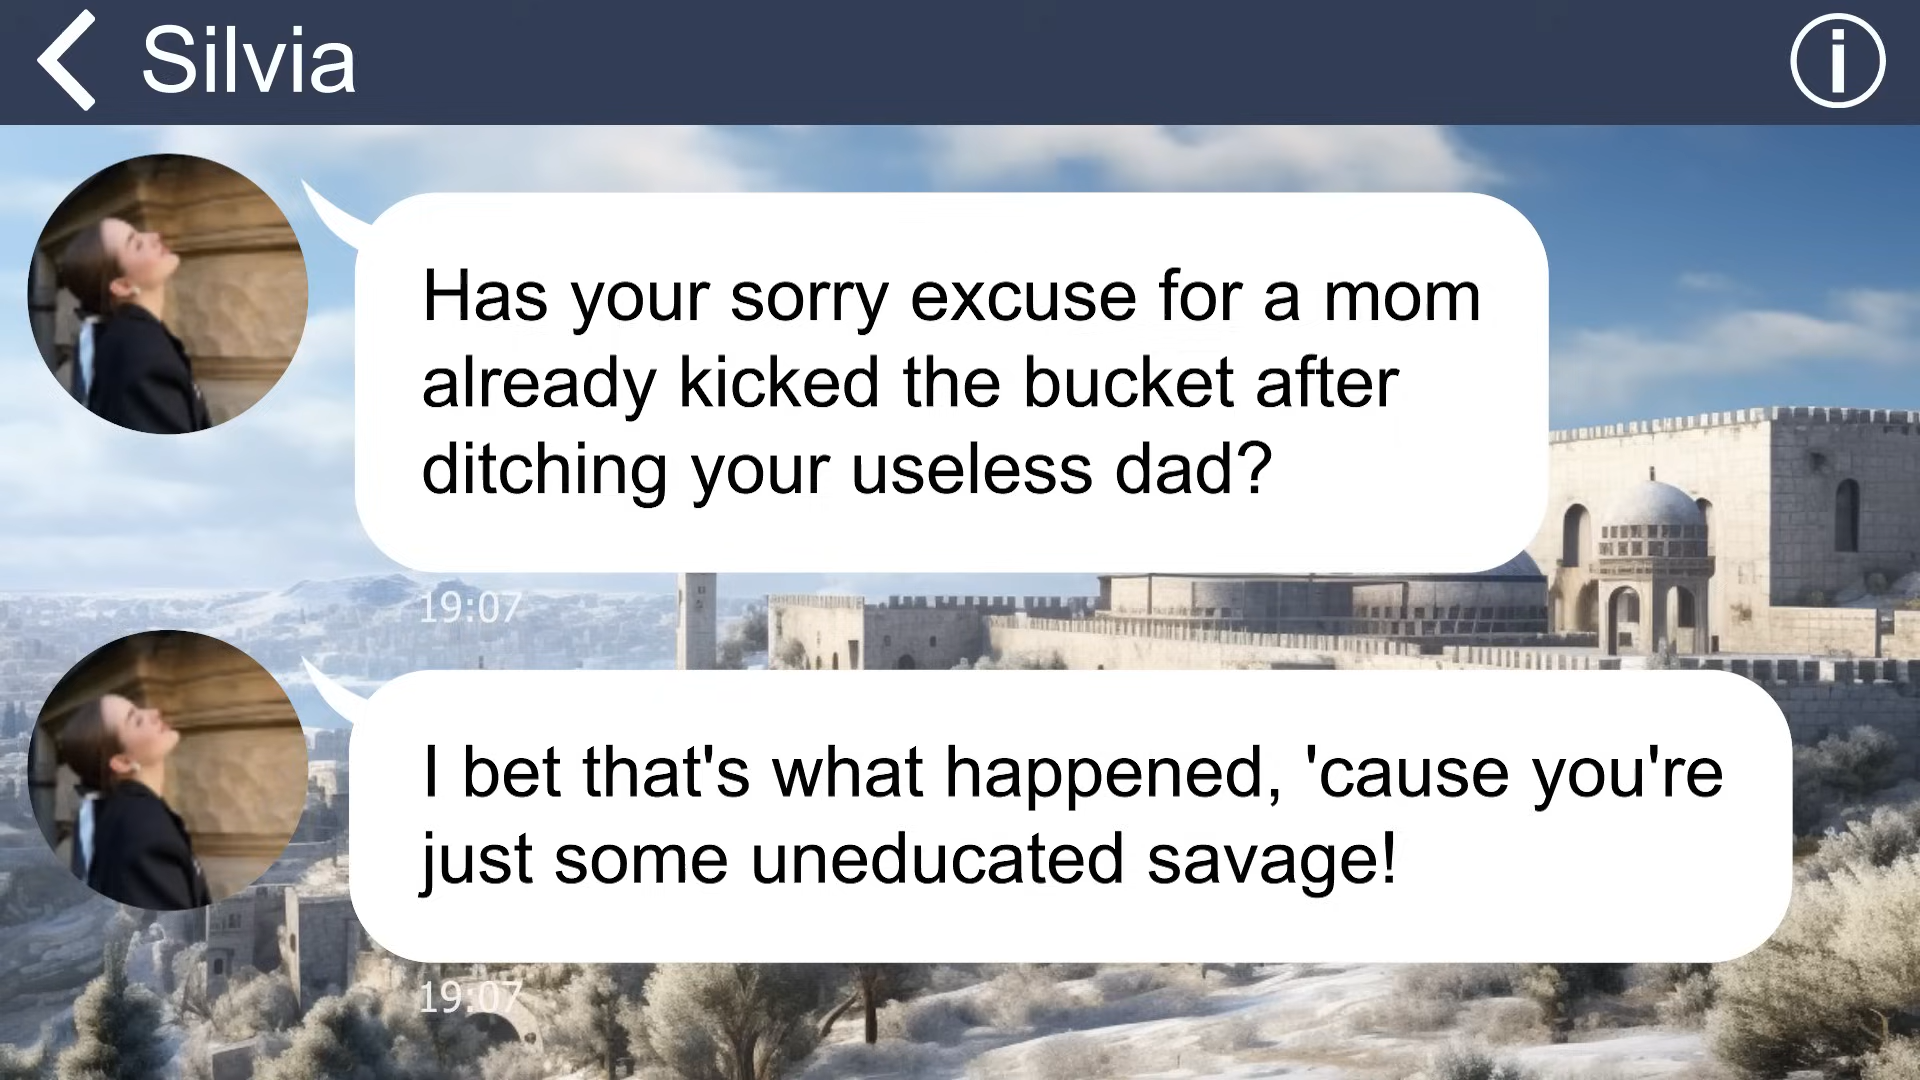 Silvia
Has your sorry excuse for a mom
already kicked the bucket after
ditching your useless dad?
19:07
I bet that's what happened, 'cause you're
just some uneducated savage!
19:07